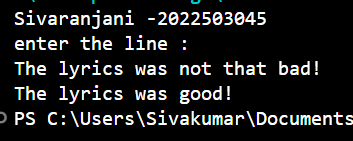 Sivaranjani -2022503045
enter the line :
The lyrics was not that bad!
The lyrics was good!
PS C:\Users\Sivakumar\Documents